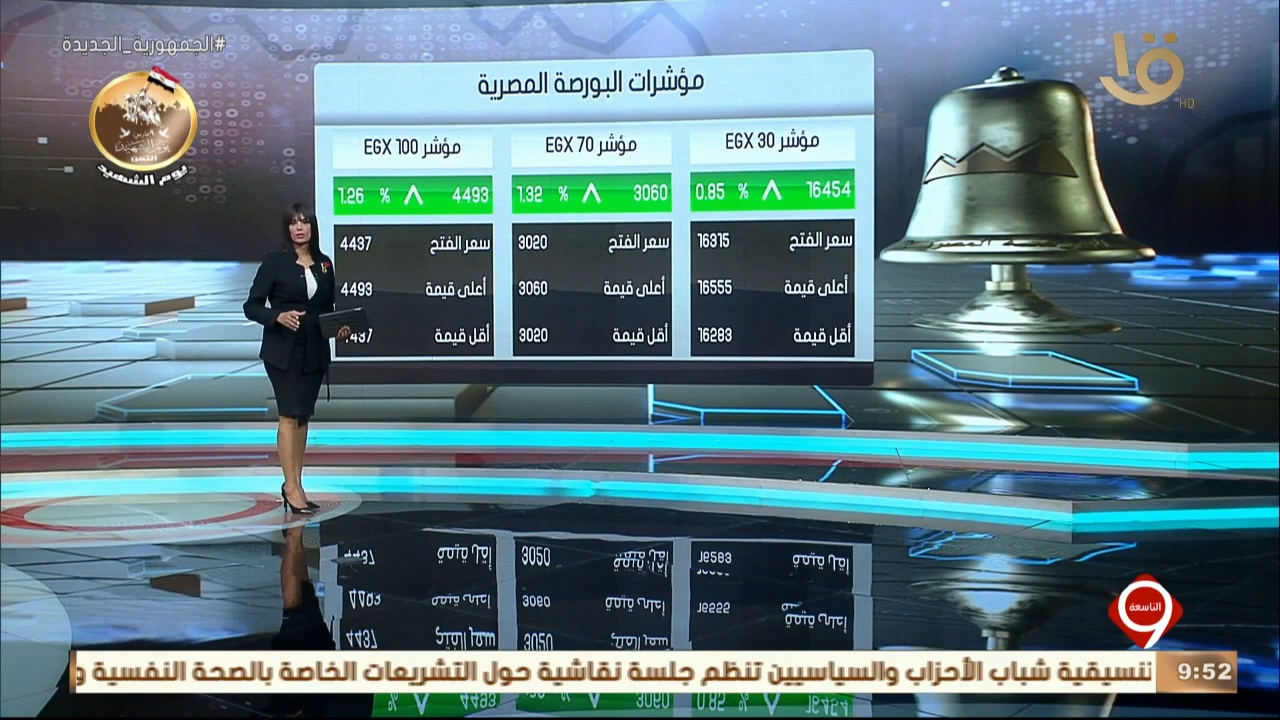 #الجمهورية_الجديدة
يوم الشهيد
HD
مؤشرات البورصة المصرية
مؤشر EGX 30
16454 % 0.85
سعر الفتح 16315
أعلى قيمة 16555
أقل قيمة 16283
مؤشر EGX 70
3060 % 1.32
سعر الفتح 3020
أعلى قيمة 3060
أقل قيمة 3020
مؤشر EGX 100
4493 % 1.26
سعر الفتح 4437
أعلى قيمة 4493
أقل قيمة
التاسعة
9
9:52
تنسيقية شباب الأحزاب والسياسيين تنظم جلسة نقاشية حول التشريعات الخاصة بالصحة النفسية و